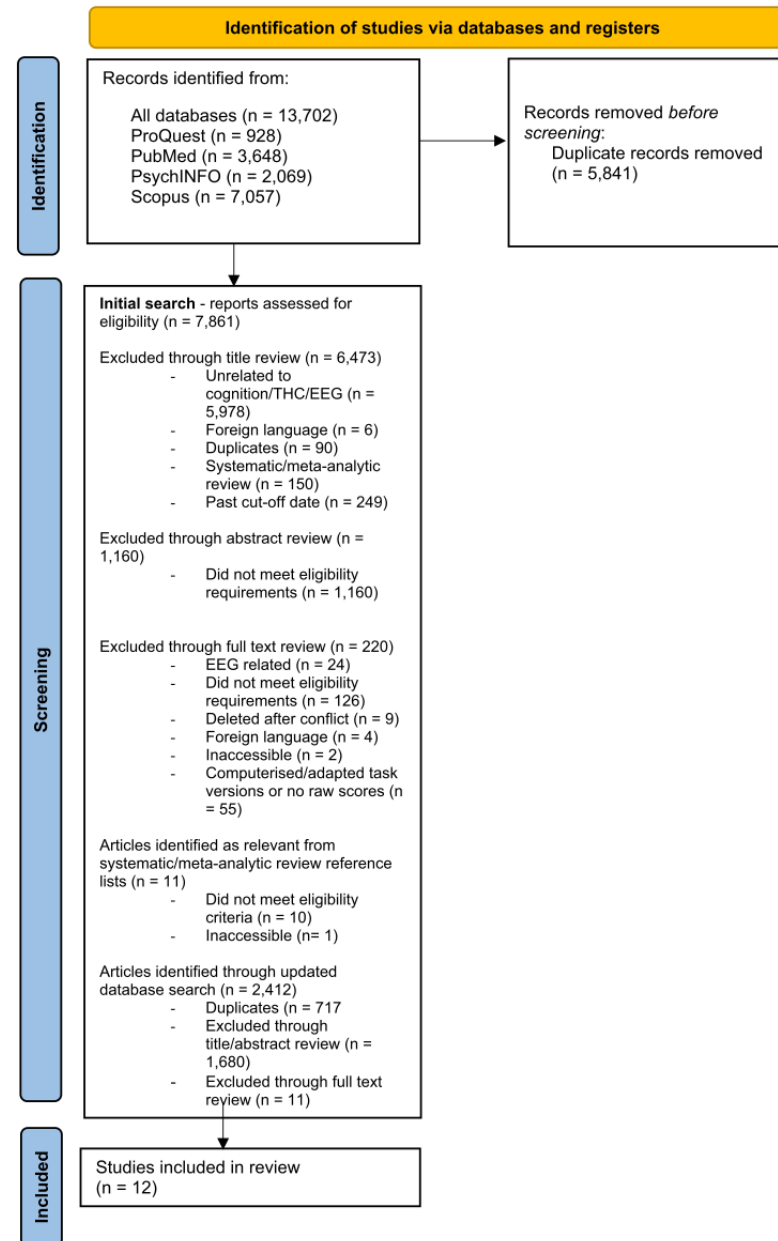 Identification of studies via databases and registers
Identification
Records identified from:
All databases (n = 13,702)
ProQuest (n = 928)
PubMed (n = 3,648)
PsychINFO (n = 2,069)
Scopus (n = 7,057)
Records removed before
screening:
Duplicate records removed
(n = 5,841)
Screening
Initial search - reports assessed for
eligibility (n = 7,861)
Excluded through title review (n = 6,473)
- Unrelated to
cognition/THC/EEG (n =
5,978)
- Foreign language (n = 6)
- Duplicates (n = 90)
- Systematic/meta-analytic
review (n = 150)
- Past cut-off date (n = 249)
Excluded through abstract review (n =
1,160)
- Did not meet eligibility
requirements (n = 1,160)
Excluded through full text review (n = 220)
- EEG related (n = 24)
- Did not meet eligibility
requirements (n = 126)
- Deleted after conflict (n = 9)
- Foreign language (n = 4)
- Inaccessible (n = 2)
- Computerised/adapted task
versions or no raw scores (n
= 55)
Articles identified as relevant from
systematic/meta-analytic review reference
lists (n = 11)
- Did not meet eligibility
criteria (n = 10)
- Inaccessible (n= 1)
Articles identified through updated
database search (n = 2,412)
- Duplicates (n = 717
- Excluded through
title/abstract review (n =
1,680)
- Excluded through full text
review (n = 11)
Included
Studies included in review
(n = 12)